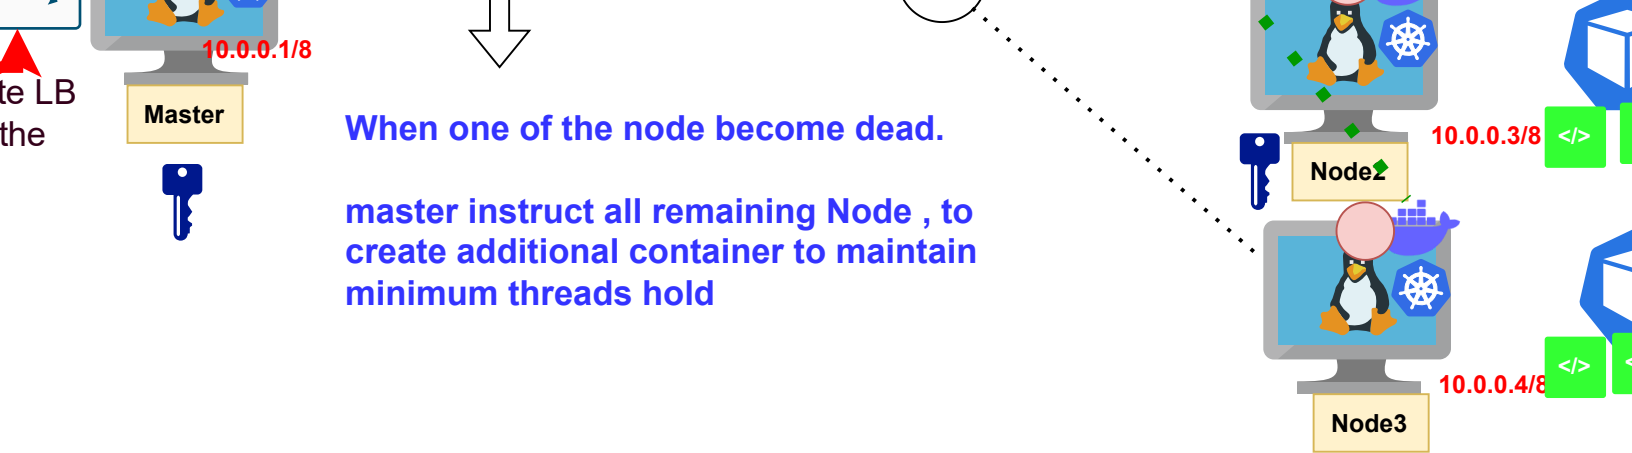 10.0.0.1/8
te LB
the
Master
When one of the node become dead.
master instruct all remaining Node , to
create additional container to maintain
minimum threads hold
10.0.0.3/8
</>
Node2
10.0.0.4/8
</>
Node3